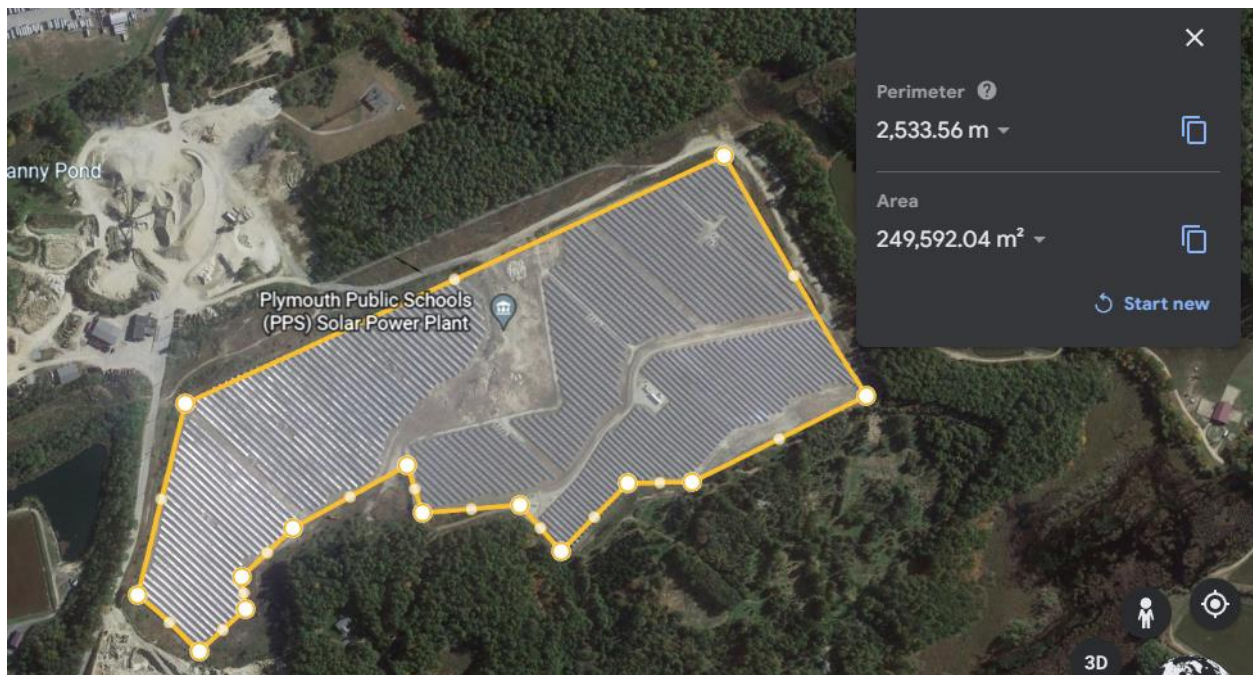 anny Pond
Plymouth Public Schools
(PPS) Solar Power Plant
Perimeter ?
2,533.56 m
Area
249,592.04 m²
Start new
3D